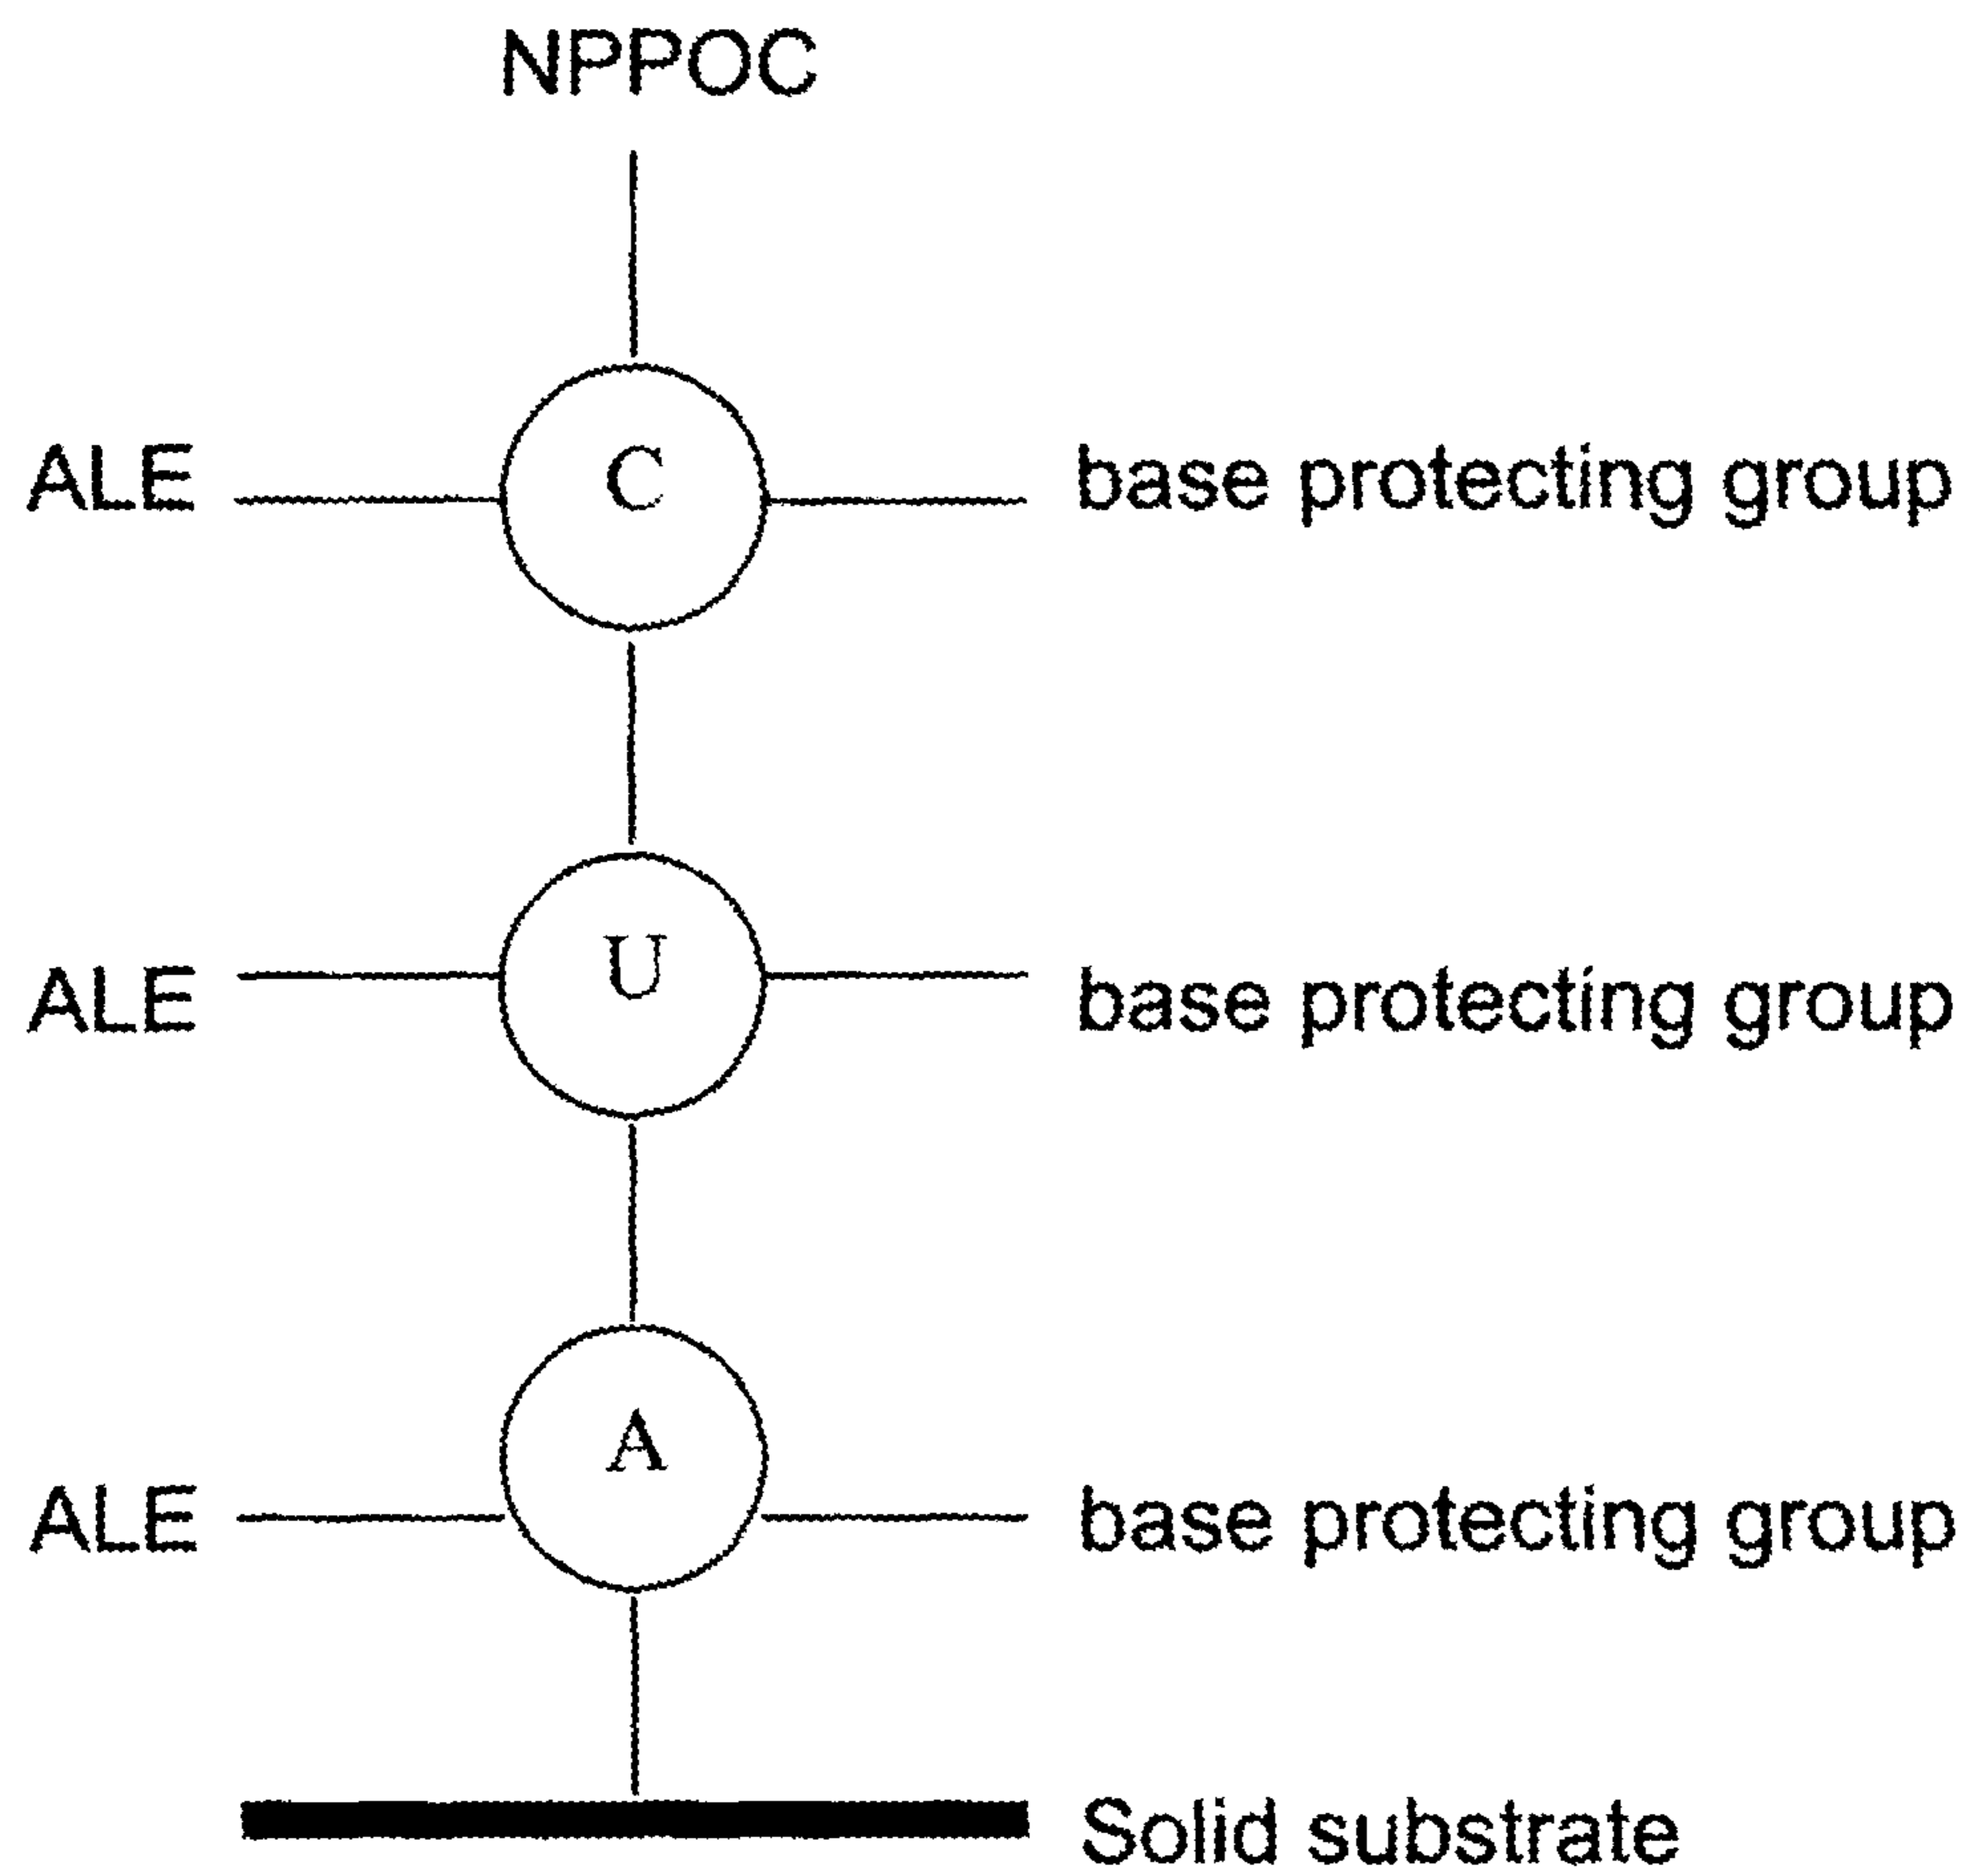 NPPOC
ALE C base protecting group
ALE U base protecting group
ALE A base protecting group
Solid substrate